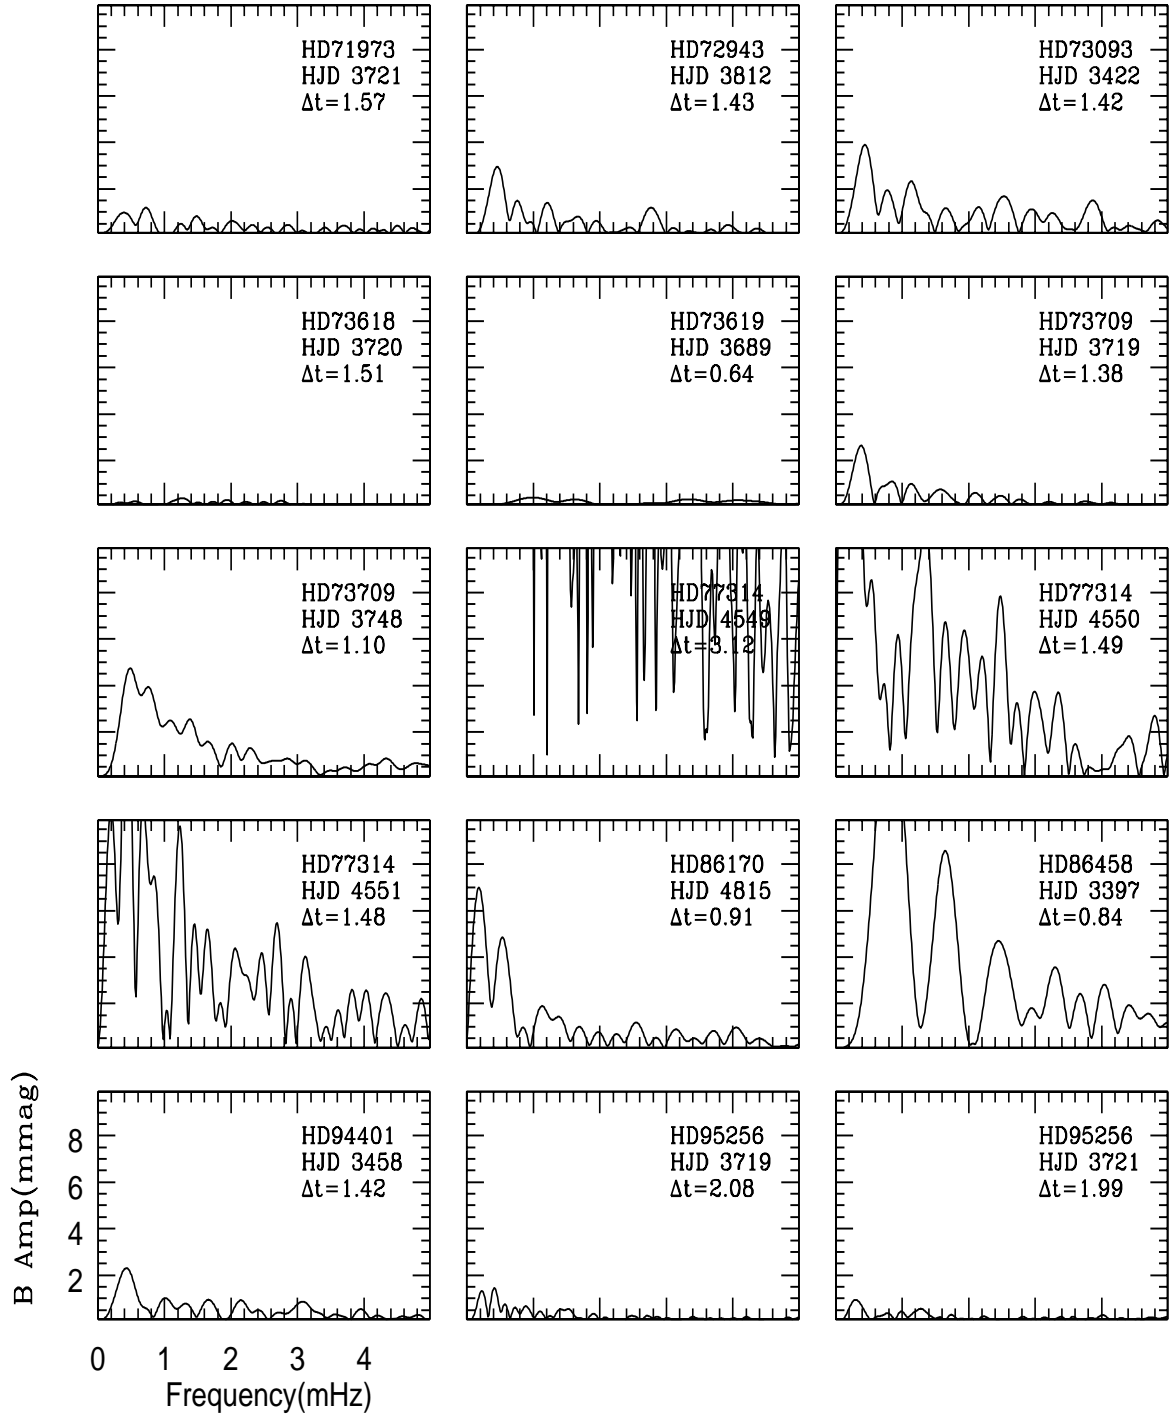 HD71973
HJD 3721
Δt=1.57
HD72943
HJD 3812
Δt=1.43
HD73093
HJD 3422
Δt=1.42
HD73618
HJD 3720
Δt=1.51
HD73619
HJD 3689
Δt=0.64
HD73709
HJD 3719
Δt=1.38
HD73709
HJD 3748
Δt=1.10
HD77314
HJD 4549
Δt=3.12
HD77314
HJD 4550
Δt=1.49
HD77314
HJD 4551
Δt=1.48
HD86170
HJD 4815
Δt=0.91
HD86458
HJD 3397
Δt=0.84
HD94401
HJD 3458
Δt=1.42
HD95256
HJD 3719
Δt=2.08
HD95256
HJD 3721
Δt=1.99
B Amp(mmag)
8
6
4
2
0 1 2 3 4
Frequency(mHz)